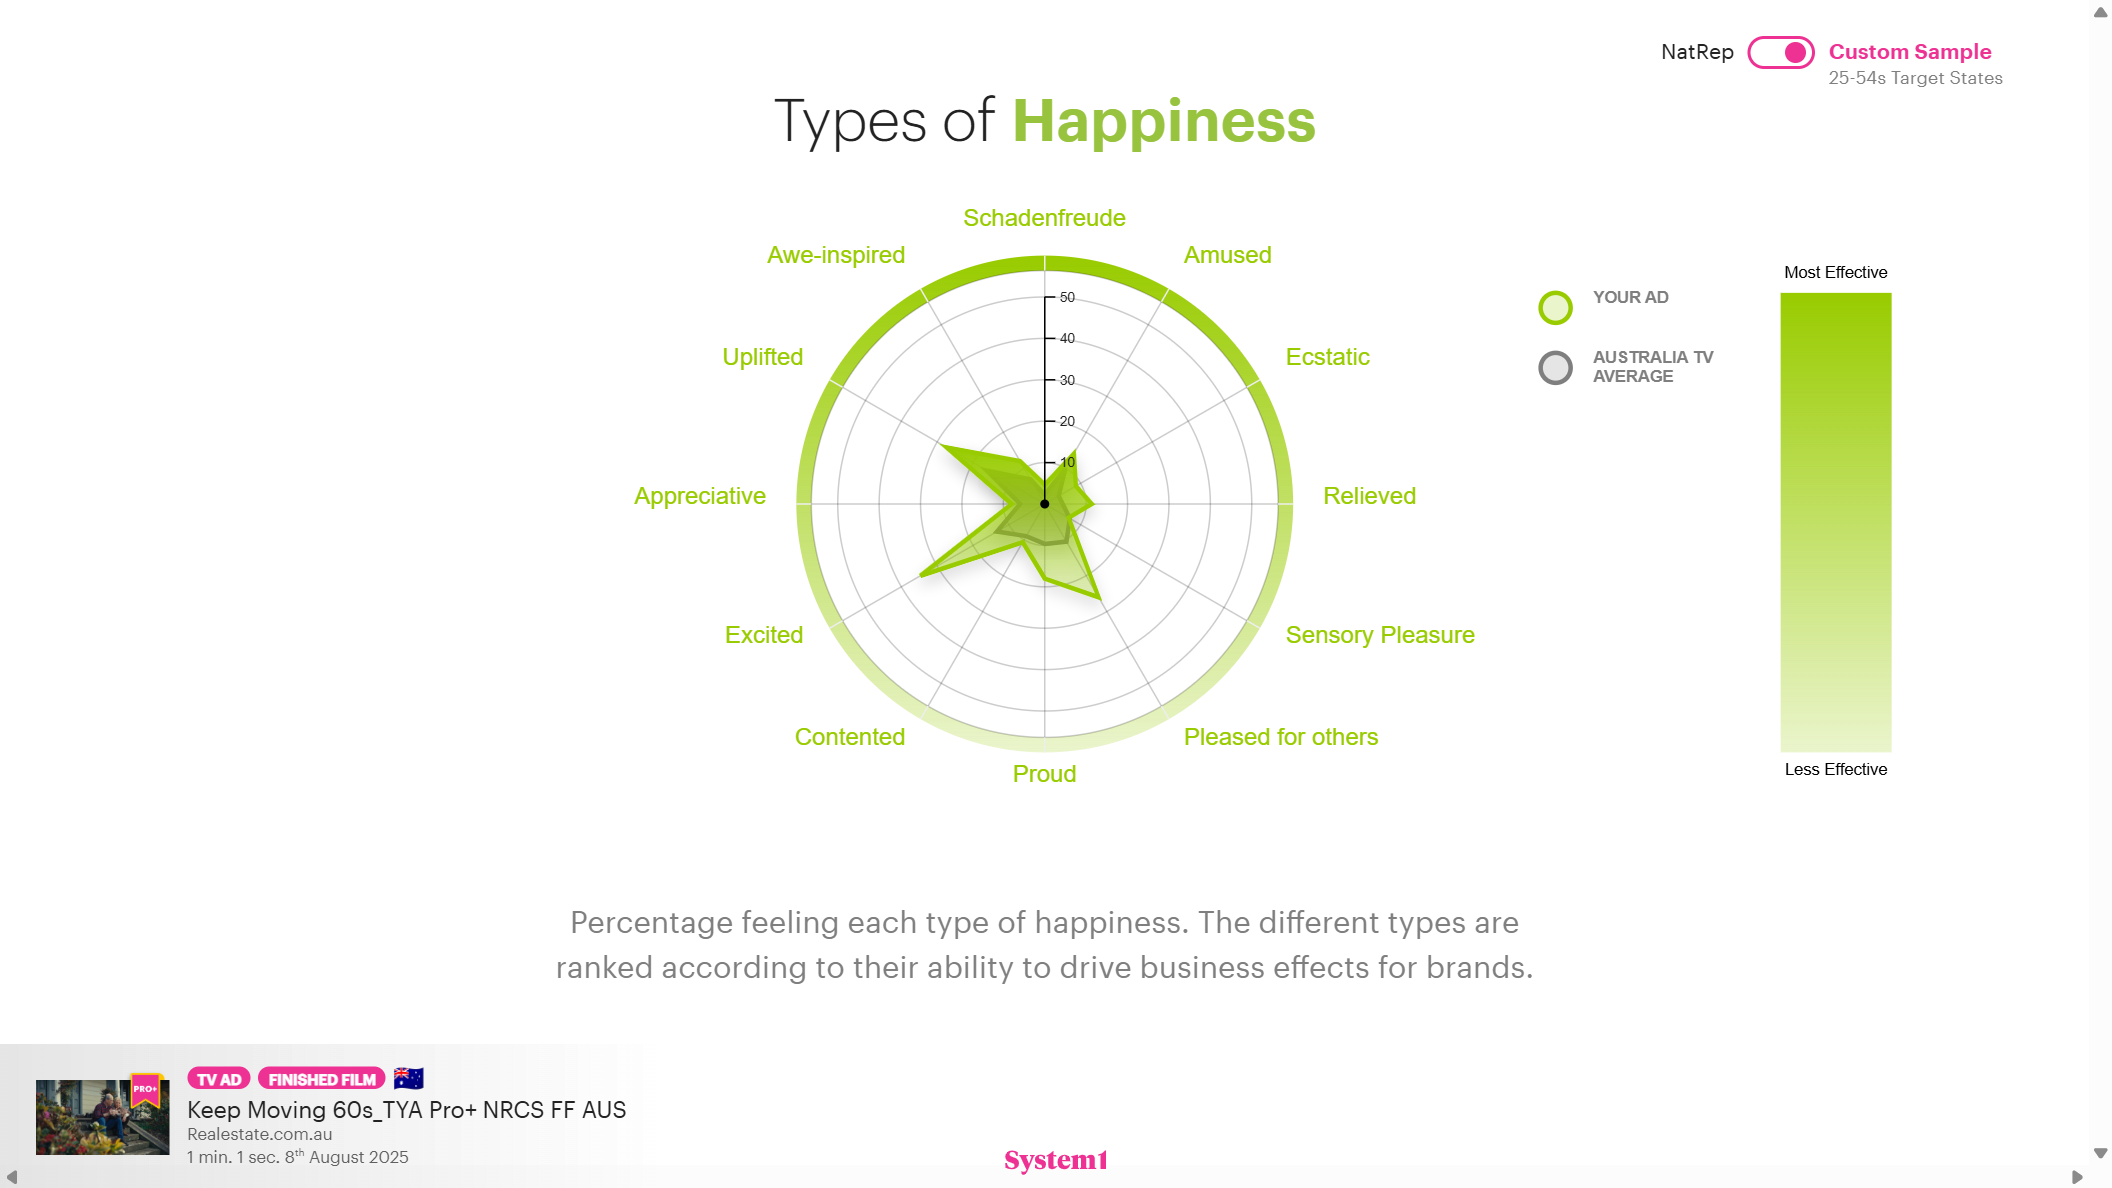 NatRep
Custom Sample
25-54s Target States
Types of Happiness
Schadenfreude
Awe-inspired
Amused
Uplifted
Ecstatic
Appreciative
Relieved
Excited
Sensory Pleasure
Contented
Pleased for others
Proud
50
40
30
20
10
YOUR AD
AUSTRALIA TV
AVERAGE
Most Effective
Less Effective
Percentage feeling each type of happiness. The different types are
ranked according to their ability to drive business effects for brands.
PRO+
TV AD
FINISHED FILM
Keep Moving 60s_TYA Pro+ NRCS FF AUS
Realestate.com.au
1 min. 1 sec. 8th August 2025
System1